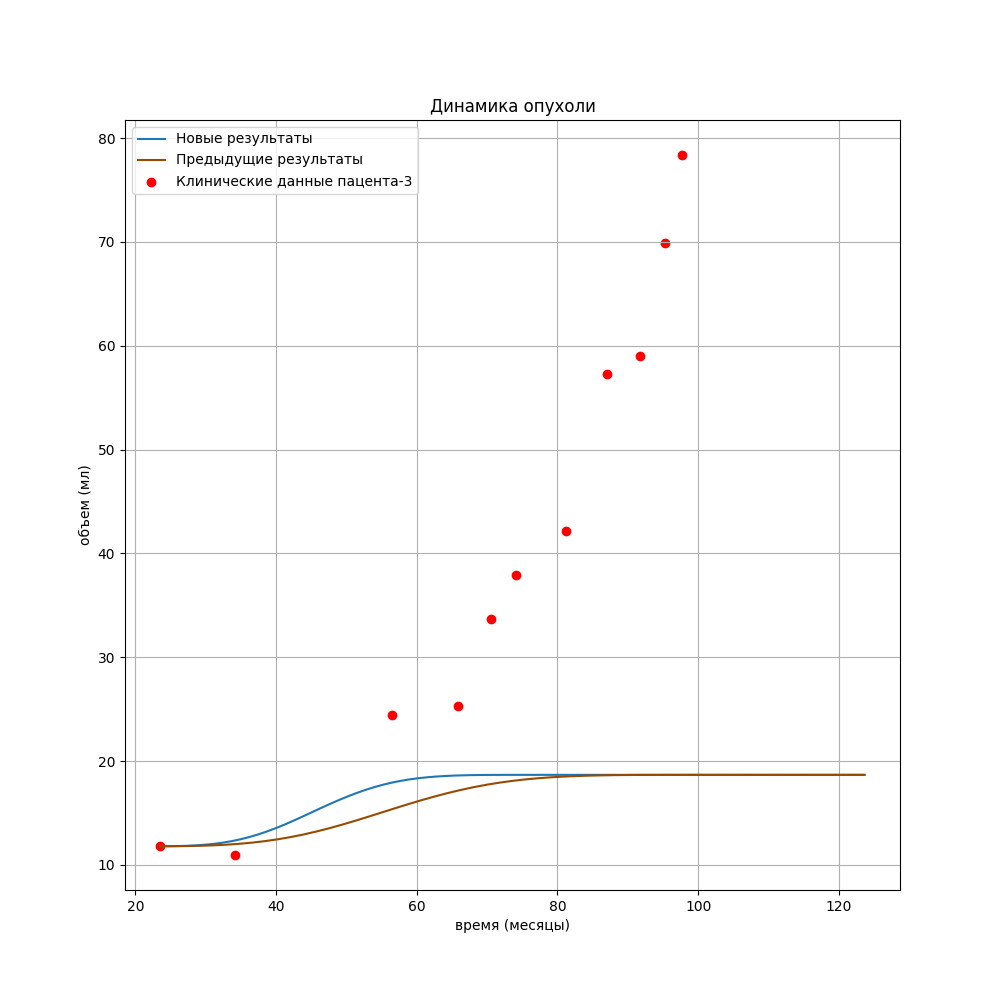 Динамика опухоли
Новые результаты
Предыдущие результаты
Клинические данные пацента-3
80
70
60
50
40
30
20
10
объем (мл)
20 40 60 80 100 120
время (месяцы)